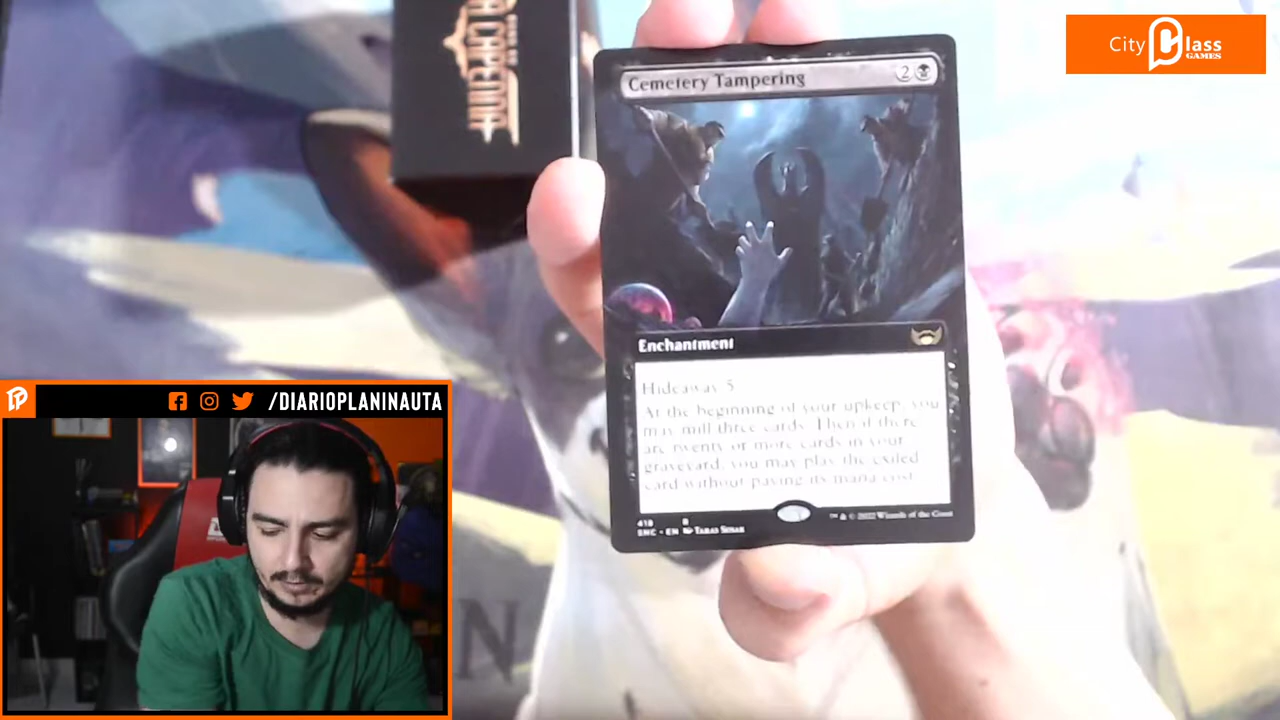 City Class
GAMES
CAPENNA
Cemetery Tampering 2
Enchantment
Hideaway 5
At the beginning of your upkeep, you
may mill three cards. Then if there
are twenty or more cards in your
graveyard, you may play the exiled
card without paying its mana cost.
418 R
SNC • EN Taras Susak
™ & © 2022 Wizards of the Coast
/DIARIOPLANINAUTA
N